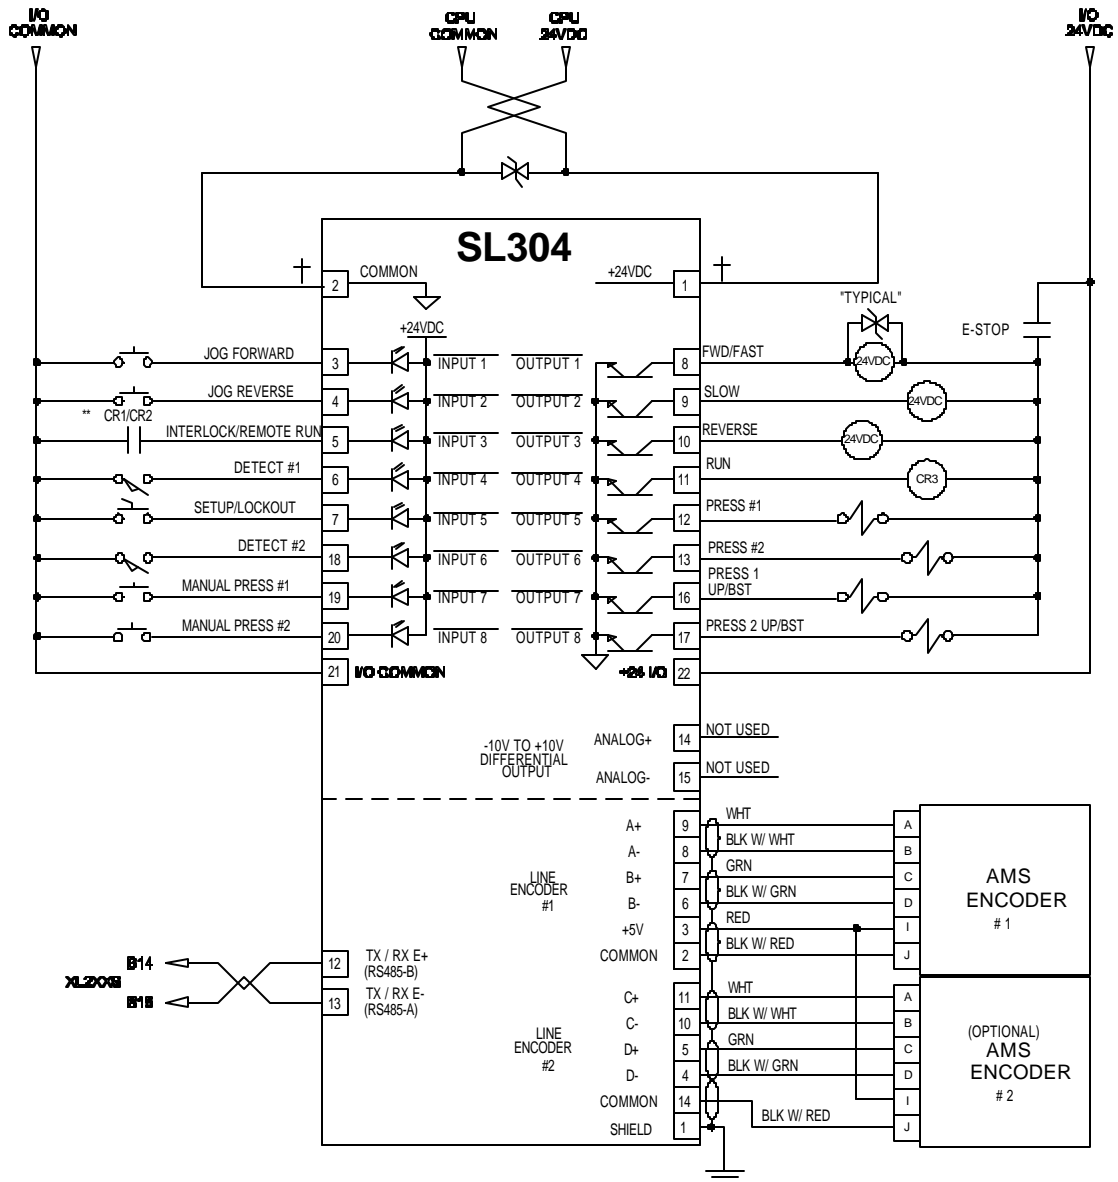 I/O
COMMON
CPU
COMMON
CPU
24VDC
I/O
24VDC
SL304
2
COMMON
+24VDC
1
"TYPICAL"
+24VDC
E-STOP
JOG FORWARD
3
INPUT 1
OUTPUT 1
8
FWD/FAST
24VDC
JOG REVERSE
4
INPUT 2
OUTPUT 2
9
SLOW
24VDC
** CR1/CR2
INTERLOCK/REMOTE RUN
5
INPUT 3
OUTPUT 3
10
REVERSE
24VDC
DETECT #1
6
INPUT 4
OUTPUT 4
11
RUN
CR3
SETUP/LOCKOUT
7
INPUT 5
OUTPUT 5
12
PRESS #1
DETECT #2
18
INPUT 6
OUTPUT 6
13
PRESS #2
MANUAL PRESS #1
19
INPUT 7
OUTPUT 7
16
PRESS 1
UP/BST
MANUAL PRESS #2
20
INPUT 8
OUTPUT 8
17
PRESS 2 UP/BST
21
I/O COMMON
+24 I/O
22
-10V TO +10V
DIFFERENTIAL
OUTPUT
ANALOG+
14
NOT USED
ANALOG-
15
NOT USED
LINE
ENCODER
#1
A+
9
WHT
A
A-
8
BLK W/ WHT
B
B+
7
GRN
C
B-
6
BLK W/ GRN
D
+5V
3
RED
I
COMMON
2
BLK W/ RED
J
AMS
ENCODER
# 1
B14
12
TX / RX E+
(RS485-B)
13
TX / RX E-
(RS485-A)
LINE
ENCODER
#2
C+
11
WHT
A
C-
10
BLK W/ WHT
B
D+
5
GRN
C
D-
4
BLK W/ GRN
D
COMMON
14
I
SHIELD
1
BLK W/ RED
J
(OPTIONAL)
AMS
ENCODER
# 2